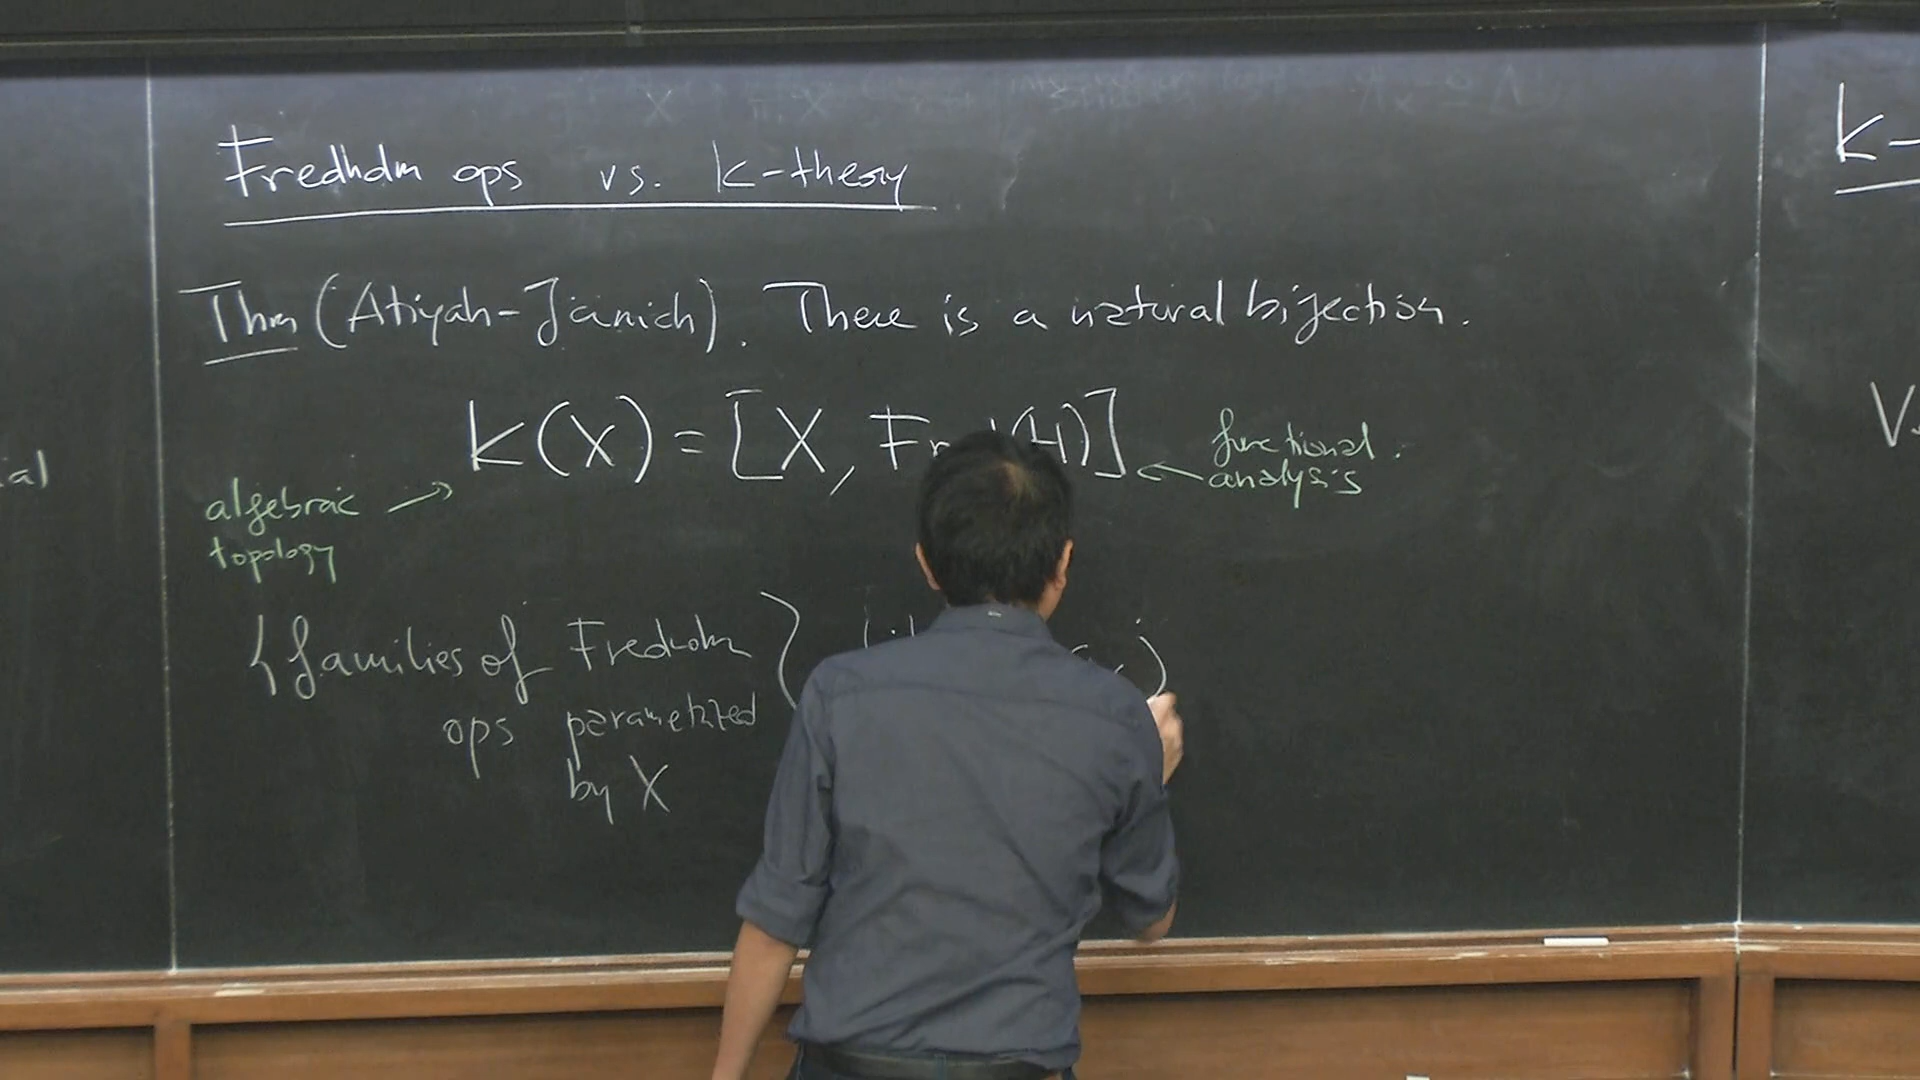 Fredholm ops vs. K-theory
Thm (Atiyah-Jänich). There is a natural bijection.
K(X) = [X, Fr (H)]
functional
analysis
algebraic
topology
{families of Fredholm }
ops parametrized
by X
K-